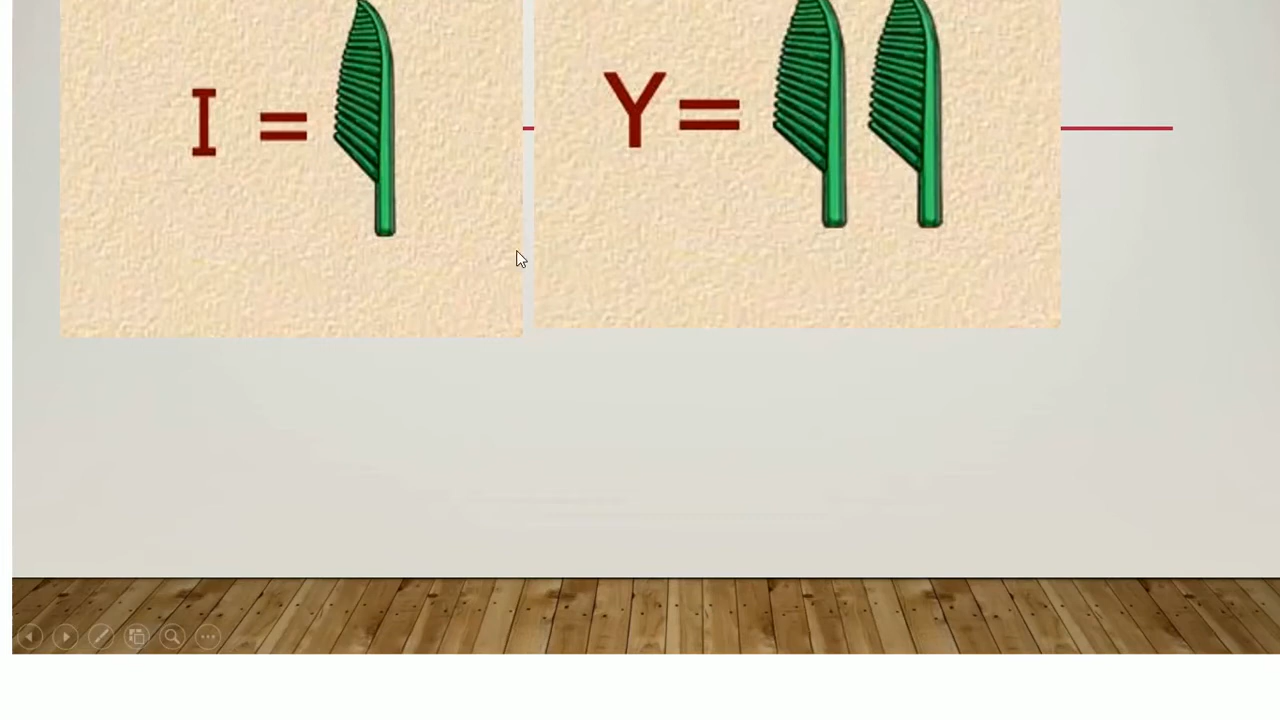 I =
Y=